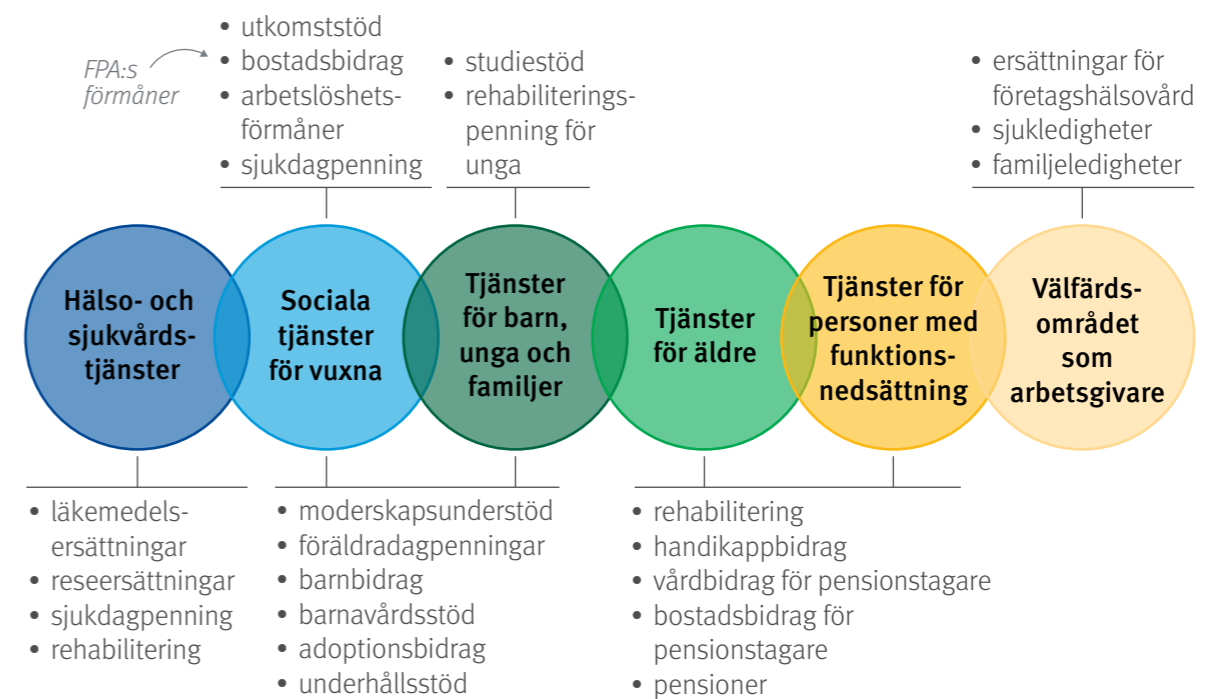 FPA:s
förmåner
• utkomststöd
• bostadsbidrag
• arbetslöshets-
förmåner
• sjukdagpenning
• studiestöd
• rehabiliterings-
penning för
unga
• ersättningar för
företagshälsovård
• sjukledigheter
• familjeledigheter
Hälso- och
sjukvårds-
tjänster
Sociala
tjänster
för vuxna
Tjänster
för barn,
unga och
familjer
Tjänster
för äldre
Tjänster för
personer med
funktions-
nedsättning
Välfärds-
området
som
arbetsgivare
• läkemedels-
ersättningar
• reseersättningar
• sjukdagpenning
• rehabilitering
• moderskapsunderstöd
• föräldradagpenningar
• barnbidrag
• barnavårdsstöd
• adoptionsbidrag
• underhållsstöd
• rehabilitering
• handikappbidrag
• vårdbidrag för pensionstagare
• bostadsbidrag för
pensionstagare
• pensioner